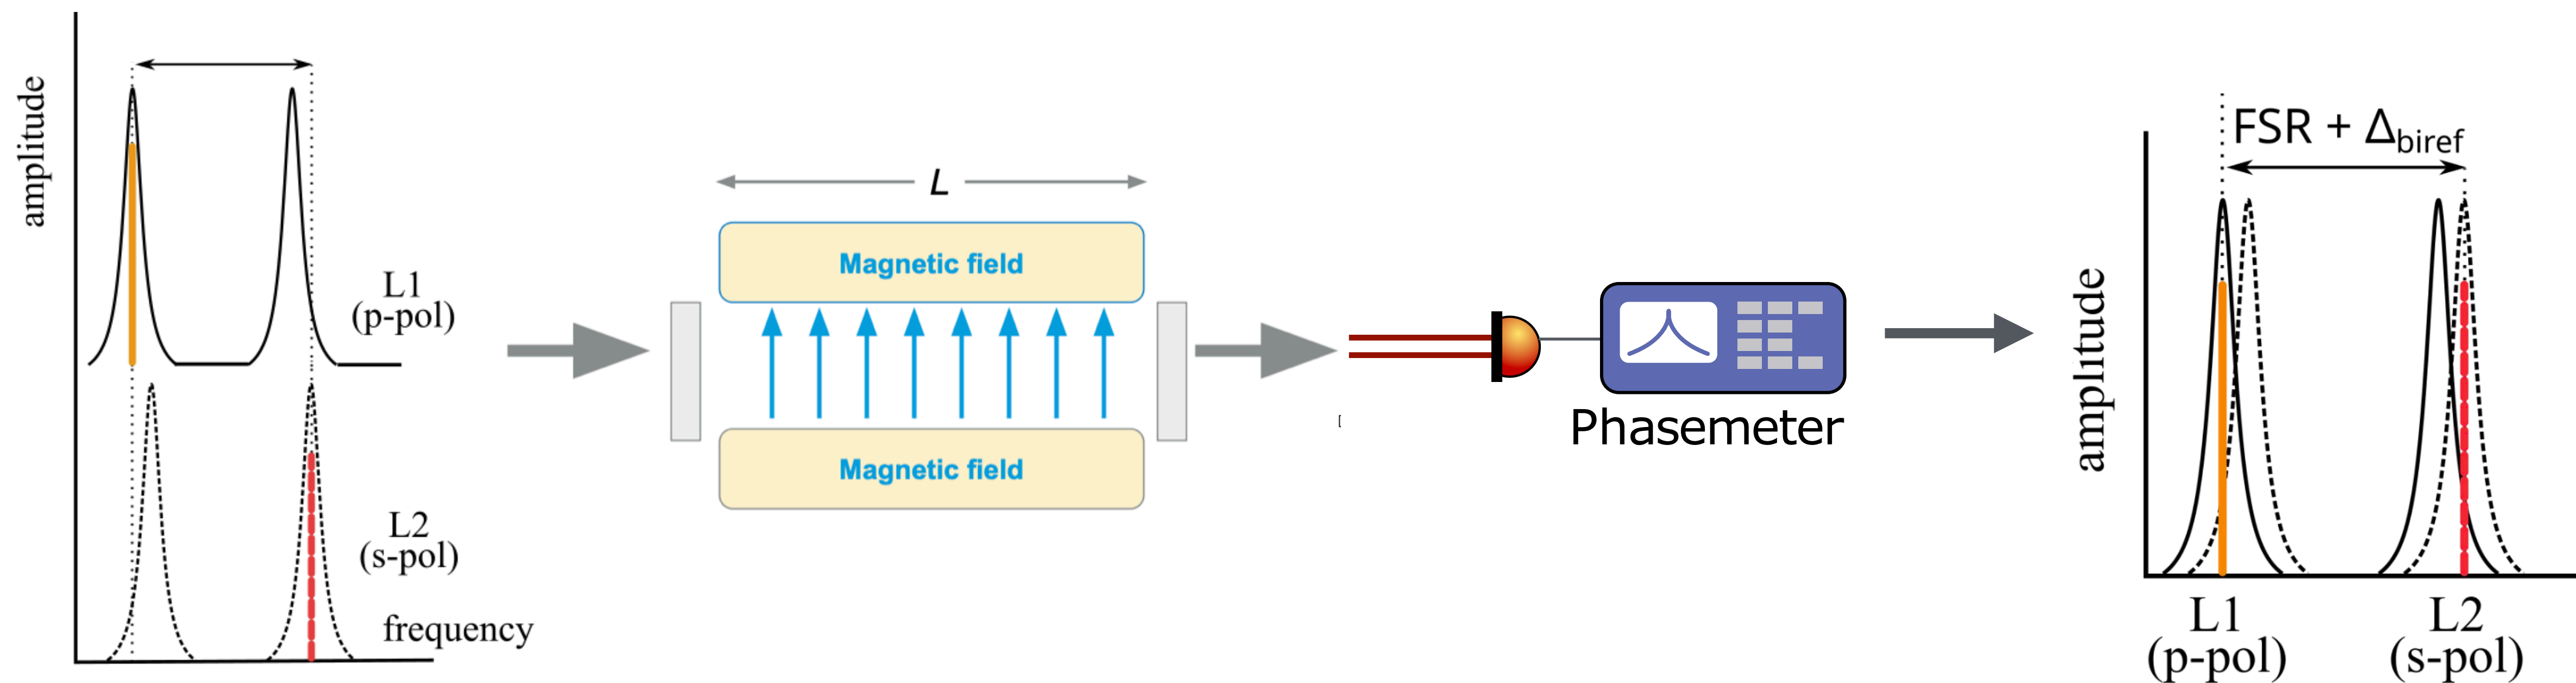 amplitude
L1
(p-pol)
L2
(s-pol)
frequency
L
Magnetic field
Magnetic field
Phasemeter
FSR + Δbiref
amplitude
L1
(p-pol)
L2
(s-pol)